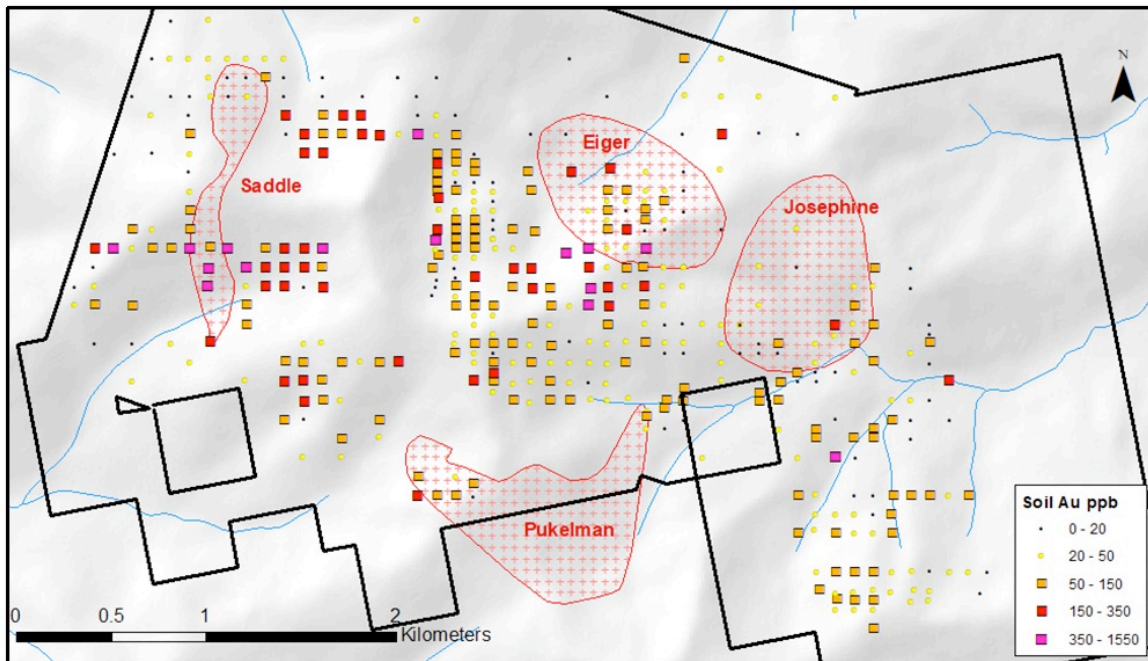 N
Eiger
Saddle
Josephine
Pukelman
Soil Au ppb
0 - 20
20 - 50
50 - 150
150 - 350
350 - 1550
0 0.5 1 2
Kilometers